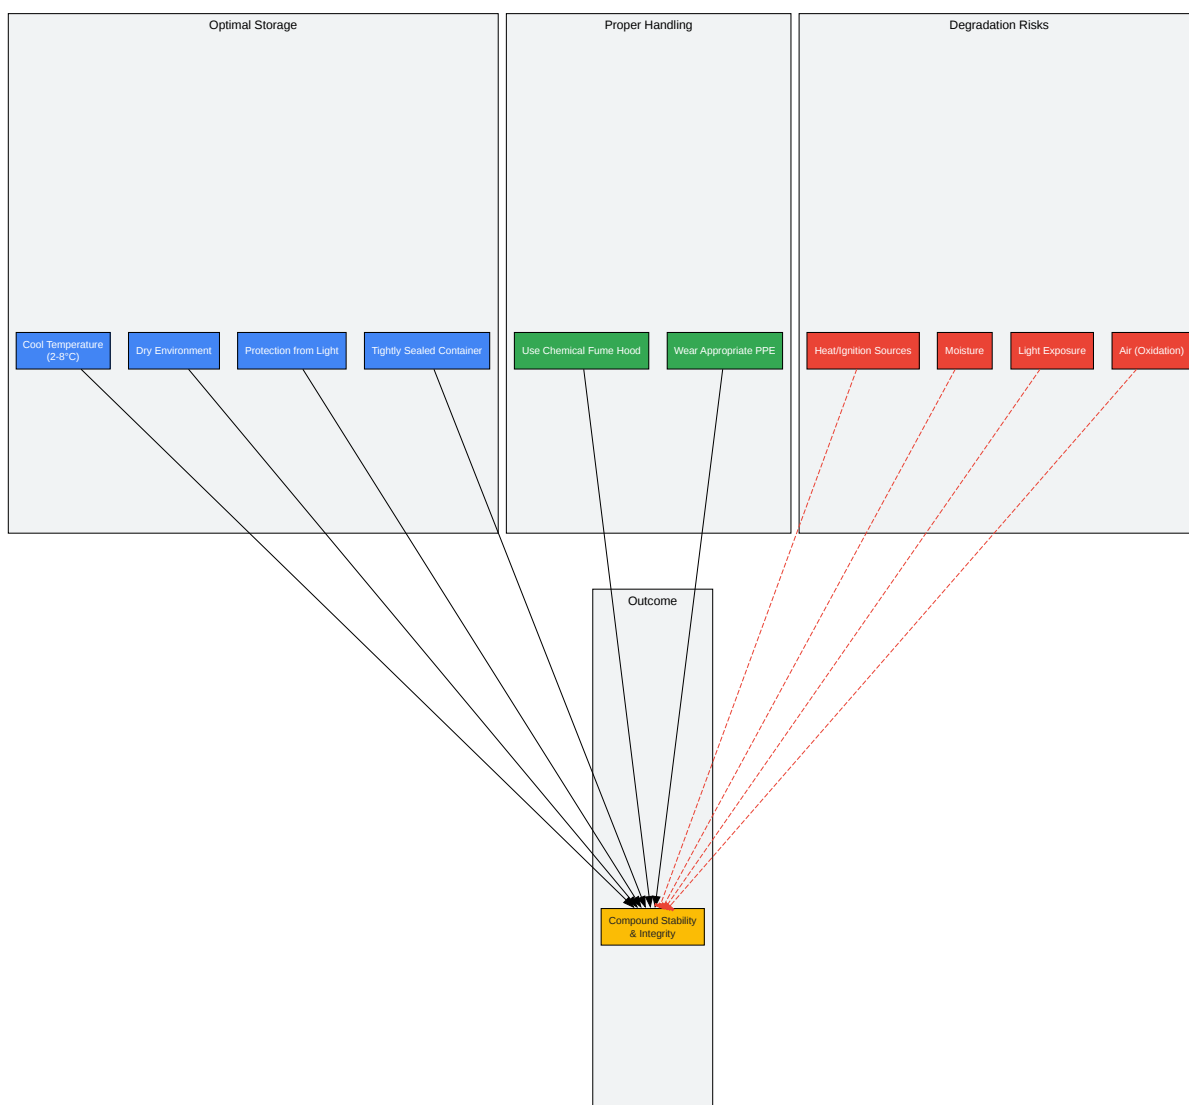 Optimal Storage
Proper Handling
Degradation Risks
Cool Temperature
(2-8°C)
Dry Environment
Protection from Light
Tightly Sealed Container
Use Chemical Fume Hood
Wear Appropriate PPE
Heat/Ignition Sources
Moisture
Light Exposure
Air (Oxidation)
Outcome
Compound Stability
& Integrity